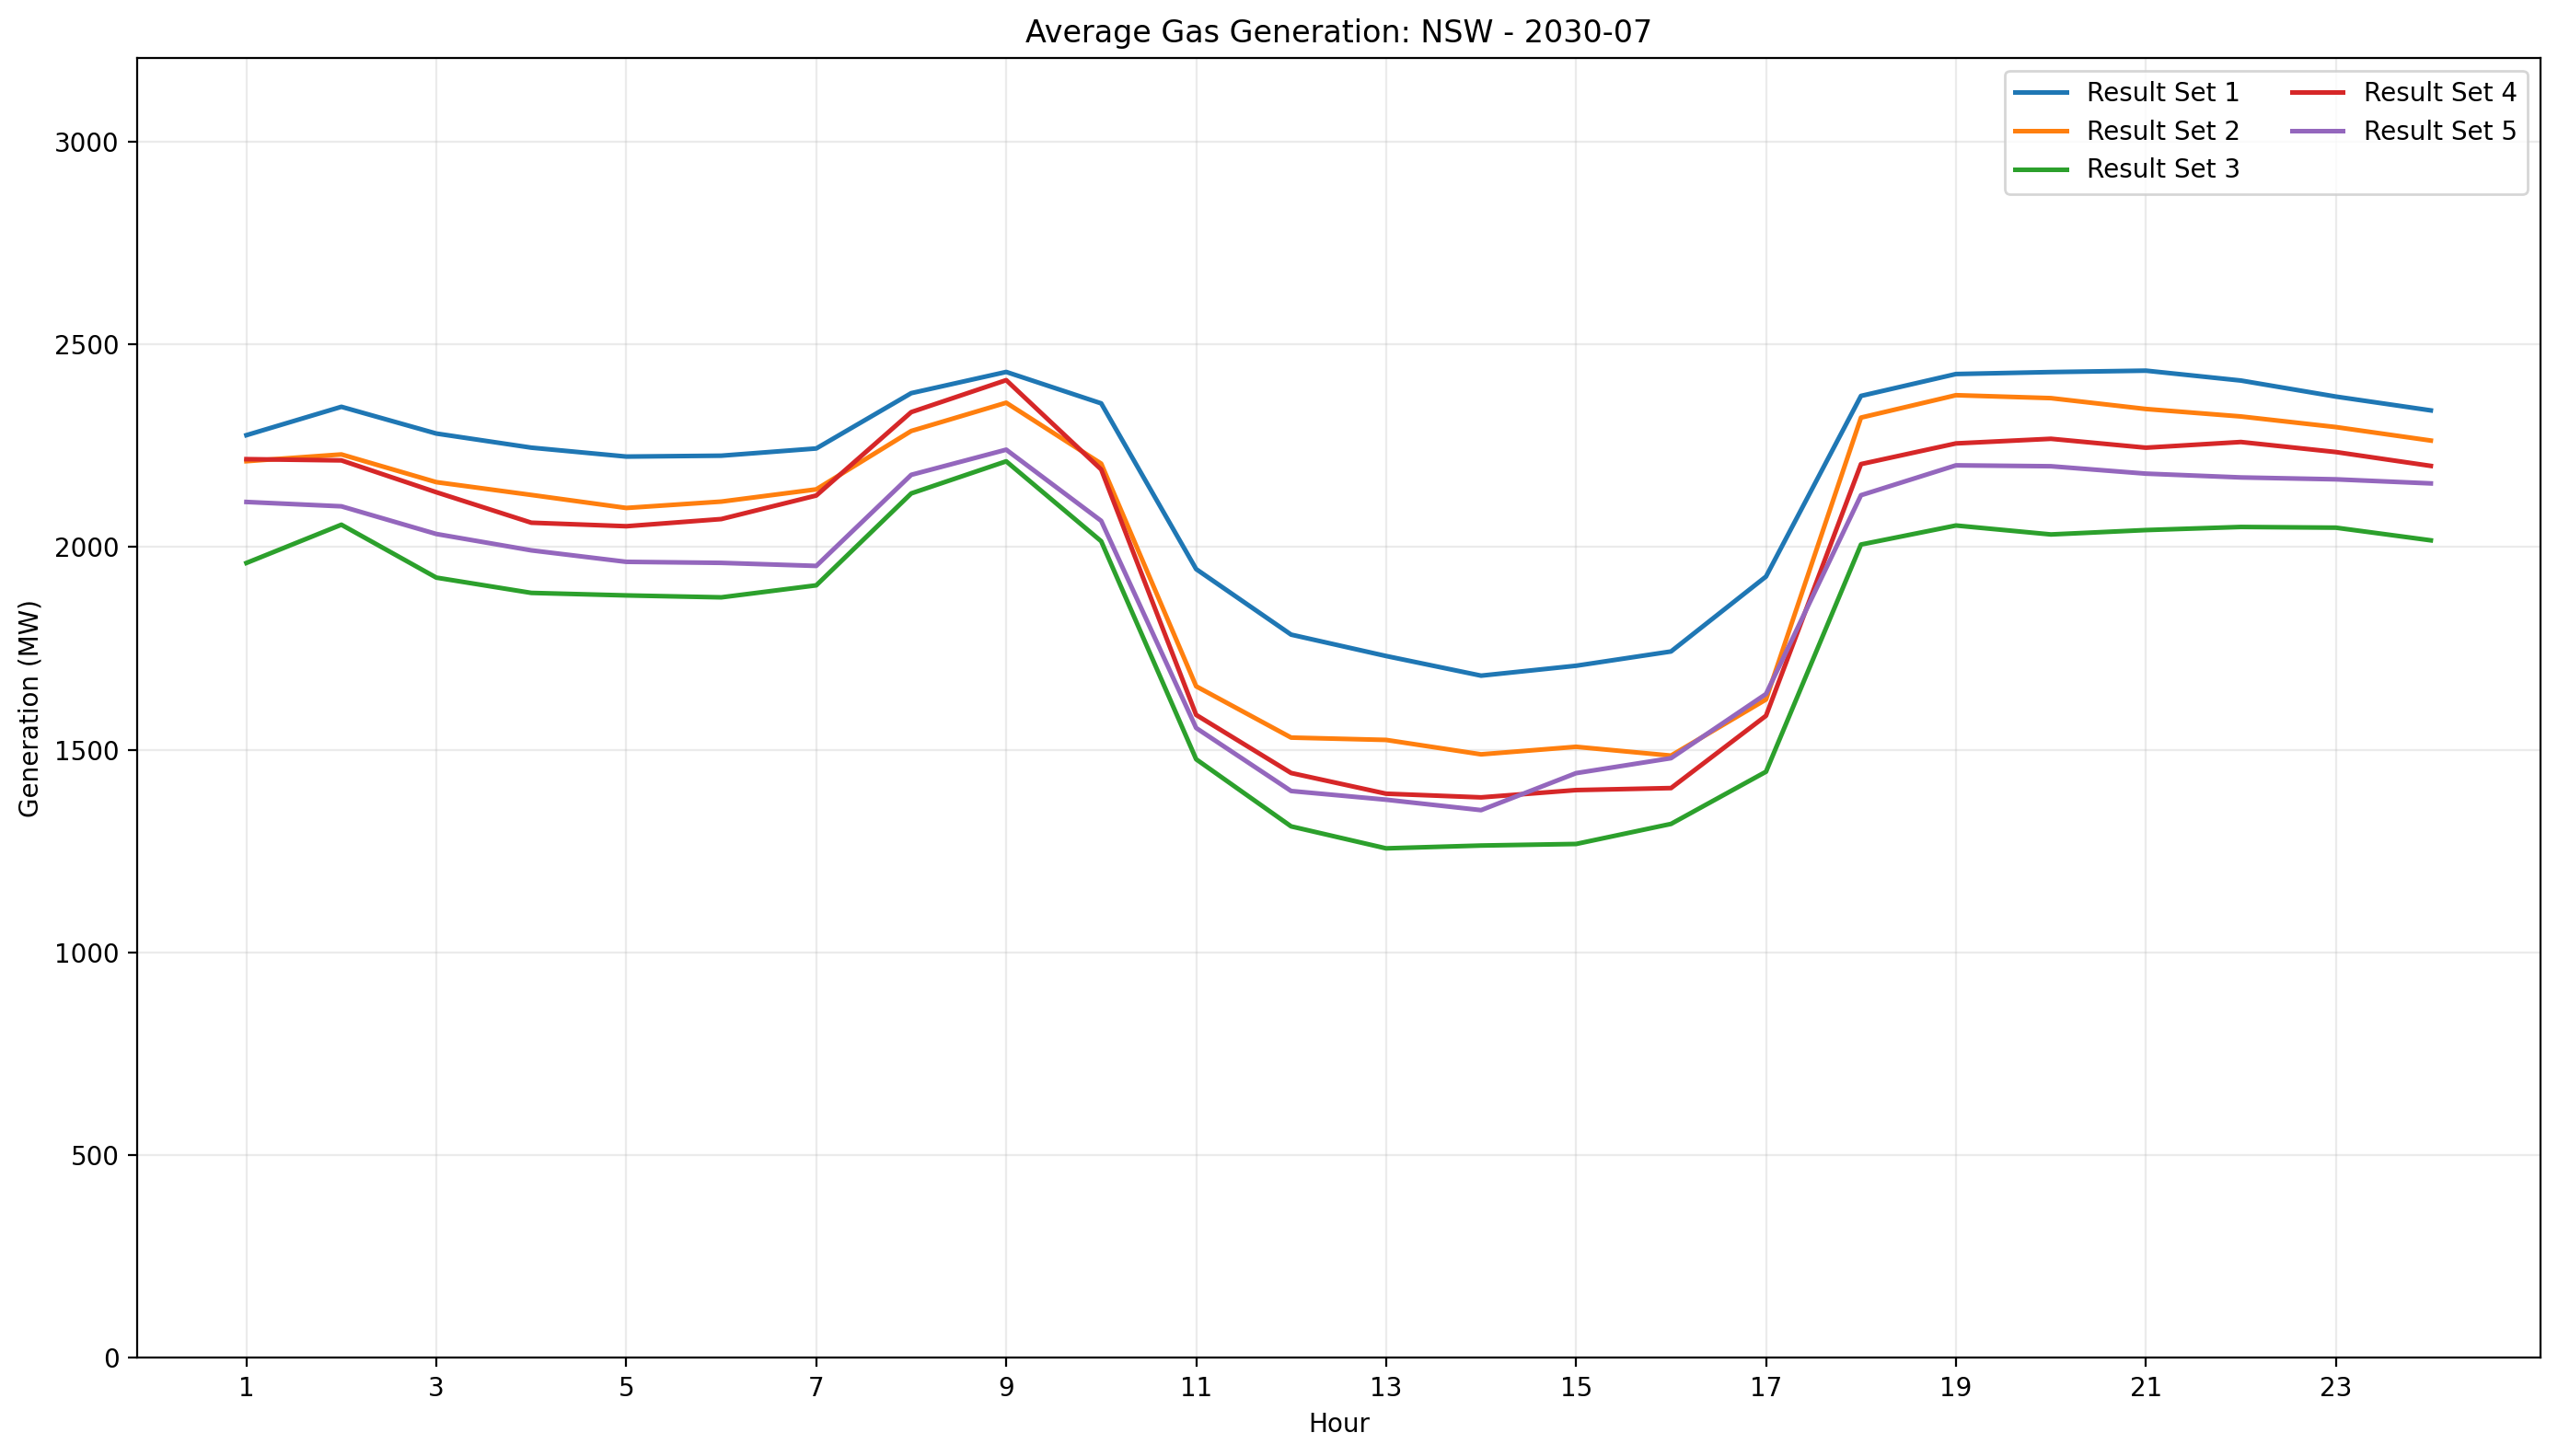 Average Gas Generation: NSW - 2030-07
Result Set 1
Result Set 2
Result Set 3
Result Set 4
Result Set 5
Generation (MW)
3000
2500
2000
1500
1000
500
0
1 3 5 7 9 11 13 15 17 19 21 23
Hour